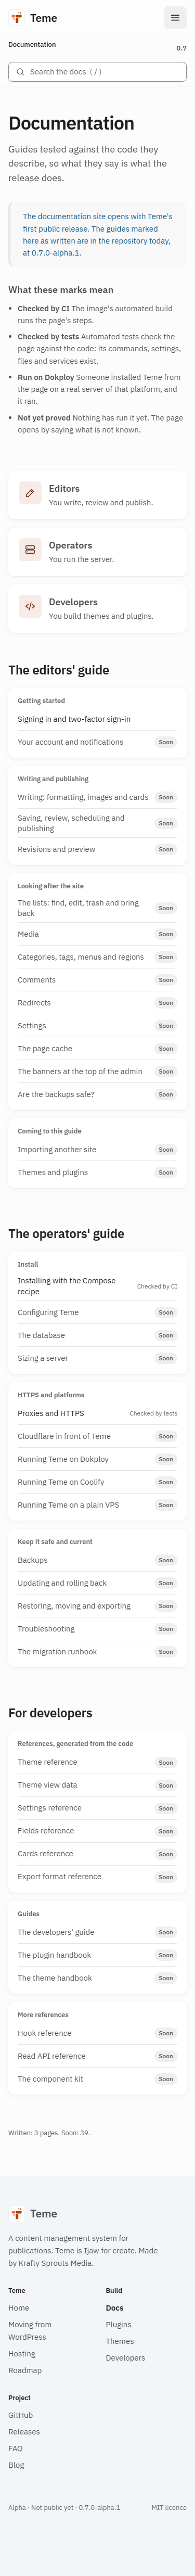 Teme
Documentation
0.7
Search the docs ( / )
Documentation
Guides tested against the code they
describe, so what they say is what the
release does.
The documentation site opens with Teme's
first public release. The guides marked
here as written are in the repository today,
at 0.7.0-alpha.1.
What these marks mean
• Checked by CI The image's automated build
runs the page's steps.
• Checked by tests Automated tests check the
page against the code: its commands, settings,
files and services exist.
• Run on Dokploy Someone installed Teme from
the page on a real server of that platform, and
it ran.
• Not yet proved Nothing has run it yet. The page
opens by saying what is not known.
Editors
You write, review and publish.
Operators
You run the server.
Developers
You build themes and plugins.
The editors' guide
Getting started
Signing in and two-factor sign-in
Your account and notifications Soon
Writing and publishing
Writing: formatting, images and cards Soon
Saving, review, scheduling and
publishing Soon
Revisions and preview Soon
Looking after the site
The lists: find, edit, trash and bring
back Soon
Media Soon
Categories, tags, menus and regions Soon
Comments Soon
Redirects Soon
Settings Soon
The page cache Soon
The banners at the top of the admin Soon
Are the backups safe? Soon
Coming to this guide
Importing another site Soon
Themes and plugins Soon
The operators' guide
Install
Installing with the Compose
recipe Checked by CI
Configuring Teme Soon
The database Soon
Sizing a server Soon
HTTPS and platforms
Proxies and HTTPS Checked by tests
Cloudflare in front of Teme Soon
Running Teme on Dokploy Soon
Running Teme on Coolify Soon
Running Teme on a plain VPS Soon
Keep it safe and current
Backups Soon
Updating and rolling back Soon
Restoring, moving and exporting Soon
Troubleshooting Soon
The migration runbook Soon
For developers
References, generated from the code
Theme reference Soon
Theme view data Soon
Settings reference Soon
Fields reference Soon
Cards reference Soon
Export format reference Soon
Guides
The developers' guide Soon
The plugin handbook Soon
The theme handbook Soon
More references
Hook reference Soon
Read API reference Soon
The component kit Soon
Written: 3 pages. Soon: 39.
Teme
A content management system for
publications. Teme is Ijaw for create. Made
by Krafty Sprouts Media.
Teme
Home
Moving from
WordPress
Hosting
Roadmap
Build
Docs
Plugins
Themes
Developers
Project
GitHub
Releases
FAQ
Blog
Alpha · Not public yet · 0.7.0-alpha.1
MIT licence